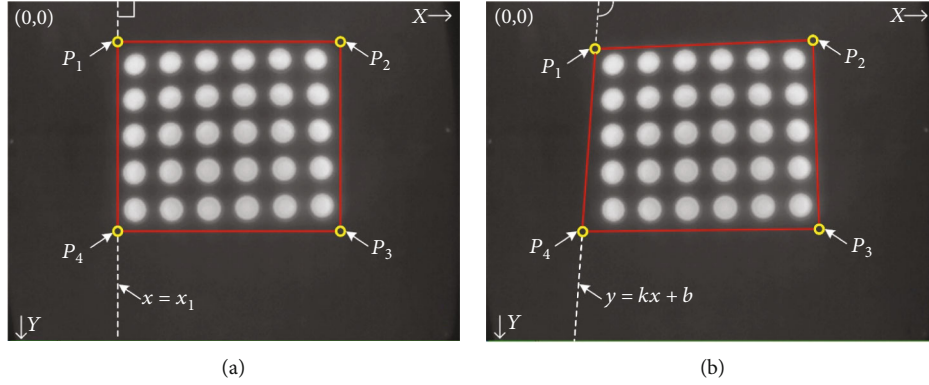 (0,0)
X
P1
P2
P4
P3
x = x1
Y
(a)
(0,0)
X
P1
P2
P4
P3
y = kx + b
Y
(b)